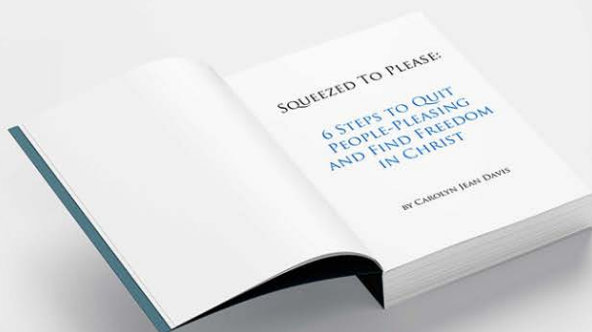 Squeezed To Please:
6 Steps to Quit
People-Pleasing
and Find Freedom
in Christ
by Carolyn Jean Davis